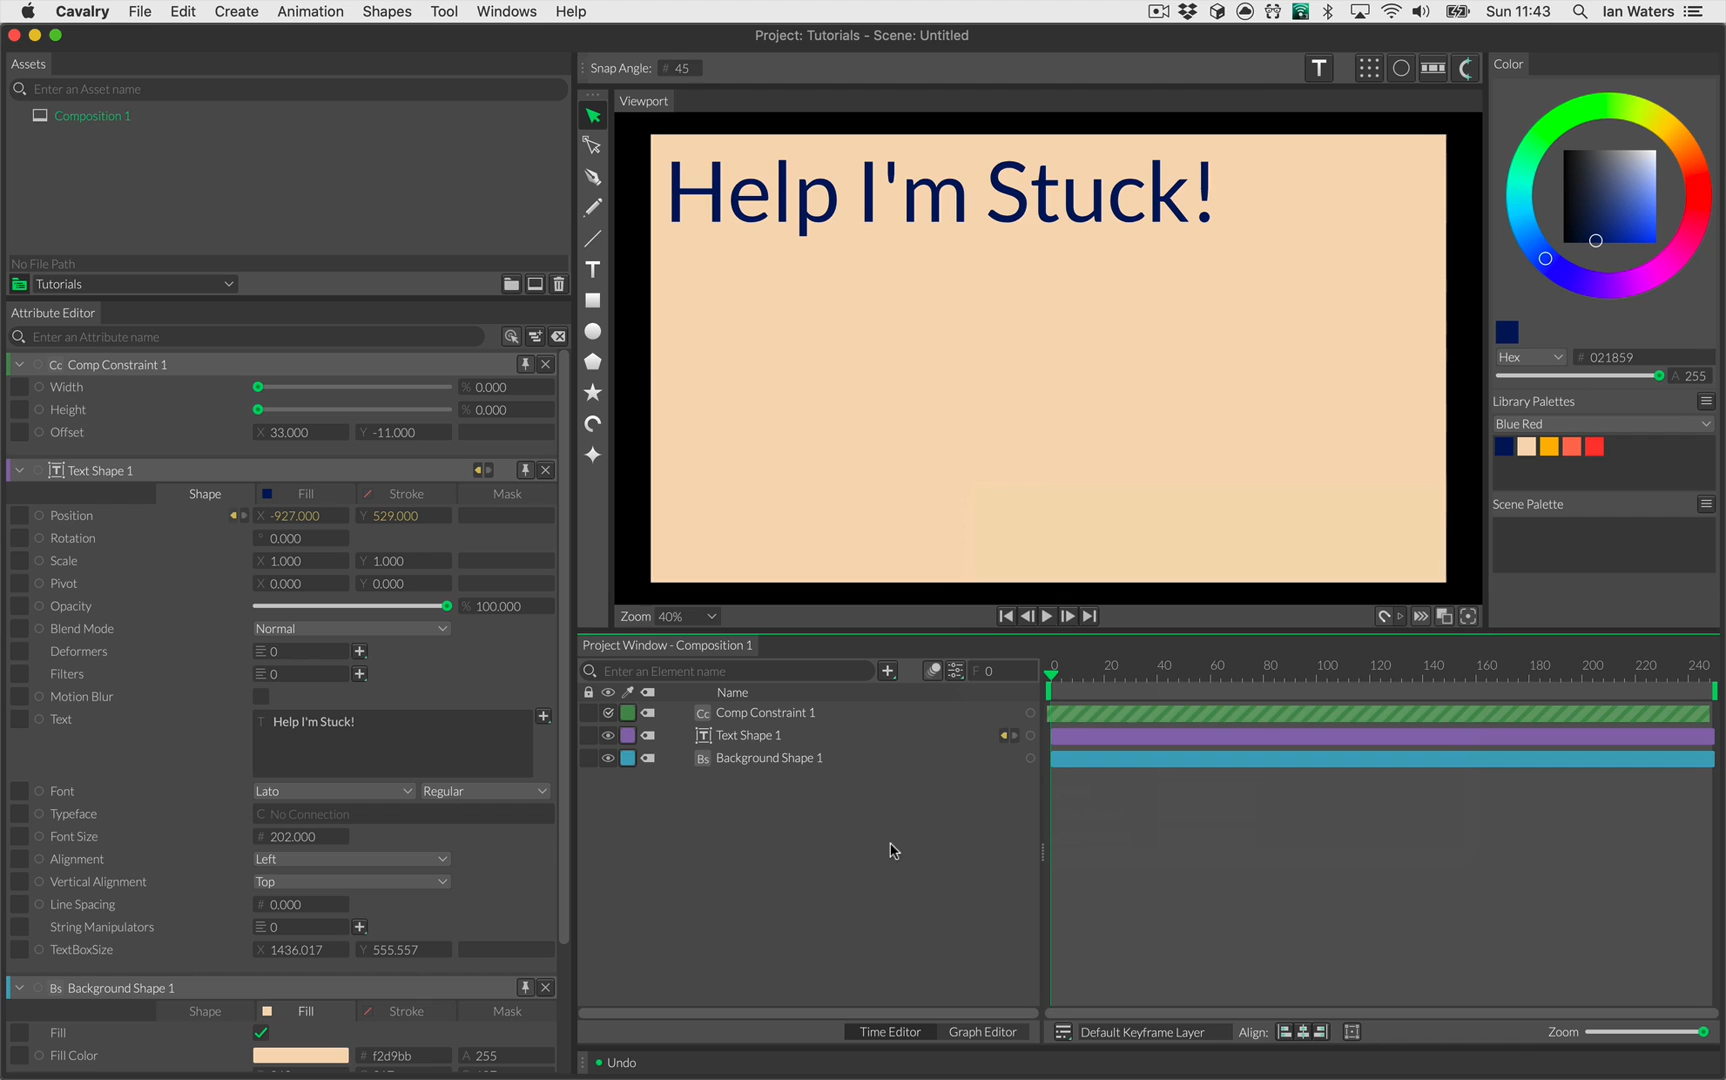 Cavalry File Edit Create Animation Shapes Tool Windows Help Sun 11:43 Ian Waters
Project: Tutorials - Scene: Untitled
Assets
Enter an Asset name
Composition 1
No File Path
Tutorials
Attribute Editor
Enter an Attribute name
Cc Comp Constraint 1
Width % 0.000
Height % 0.000
Offset X 33.000 Y -11.000
T Text Shape 1
Shape Fill Stroke Mask
Position X -927.000 Y 529.000
Rotation ° 0.000
Scale X 1.000 Y 1.000
Pivot X 0.000 Y 0.000
Opacity % 100.000
Blend Mode Normal
Deformers 0
Filters 0
Motion Blur
Text T Help I'm Stuck!
Font Lato Regular
Typeface C No Connection
Font Size # 202.000
Alignment Left
Vertical Alignment Top
Line Spacing # 0.000
String Manipulators 0
TextBoxSize X 1436.017 Y 555.557
Bs Background Shape 1
Shape Fill Stroke Mask
Fill
Fill Color # f2d9bb A 255
Snap Angle: # 45
T
Viewport
T
Help I'm Stuck!
Zoom 40%
Project Window - Composition 1
Enter an Element name F 0
0 20 40 60 80 100 120 140 160 180 200 220 240
Name
Cc Comp Constraint 1
T Text Shape 1
Bs Background Shape 1
Time Editor Graph Editor Default Keyframe Layer Align: Zoom
Undo
Color
Hex # 021859
A 255
Library Palettes
Blue Red
Scene Palette